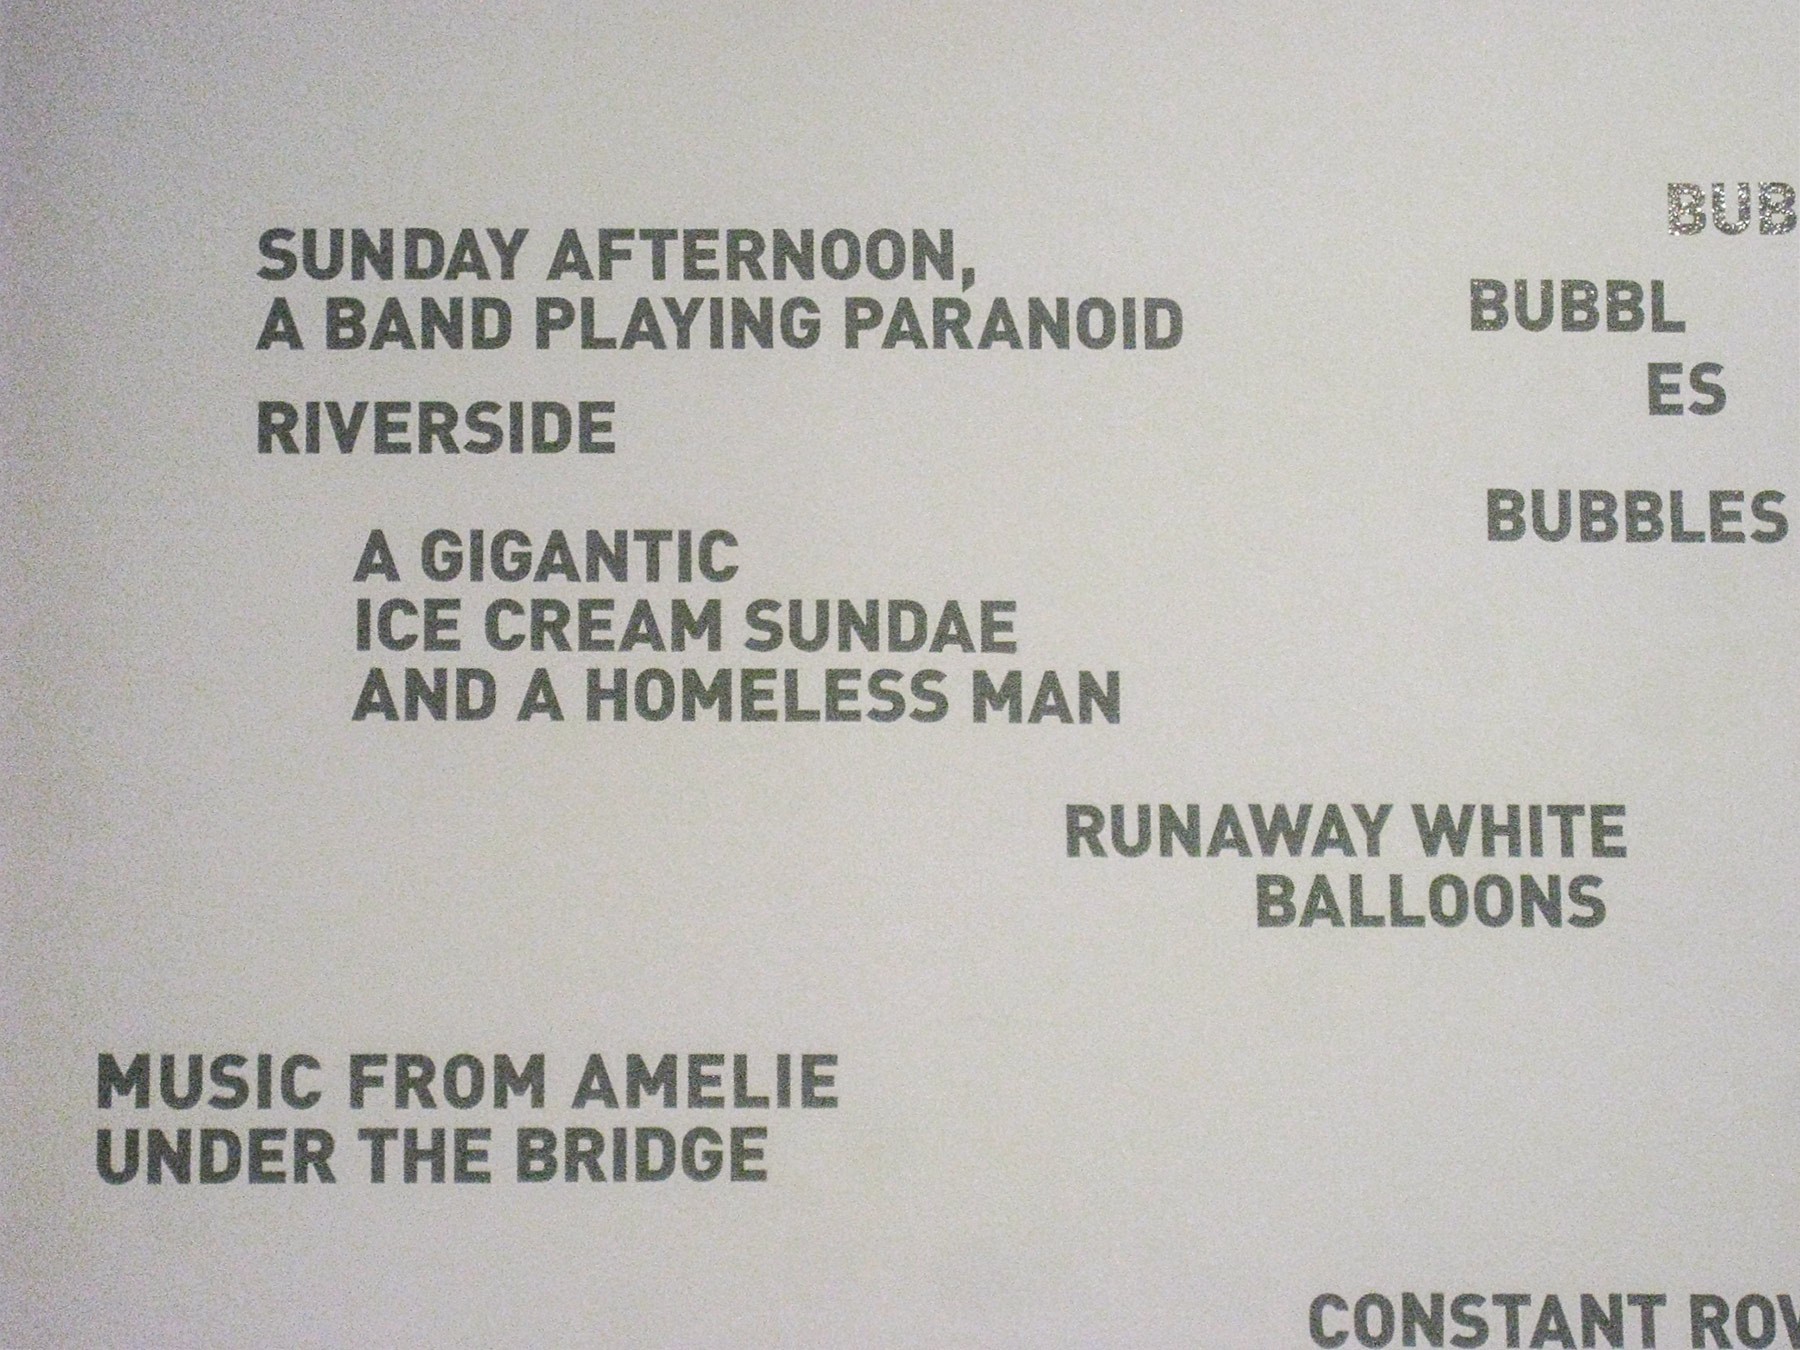 SUNDAY AFTERNOON,
A BAND PLAYING PARANOID
RIVERSIDE
A GIGANTIC
ICE CREAM SUNDAE
AND A HOMELESS MAN
BUB
BUBBL
ES
BUBBLES
RUNAWAY WHITE
BALLOONS
MUSIC FROM AMELIE
UNDER THE BRIDGE
CONSTANT